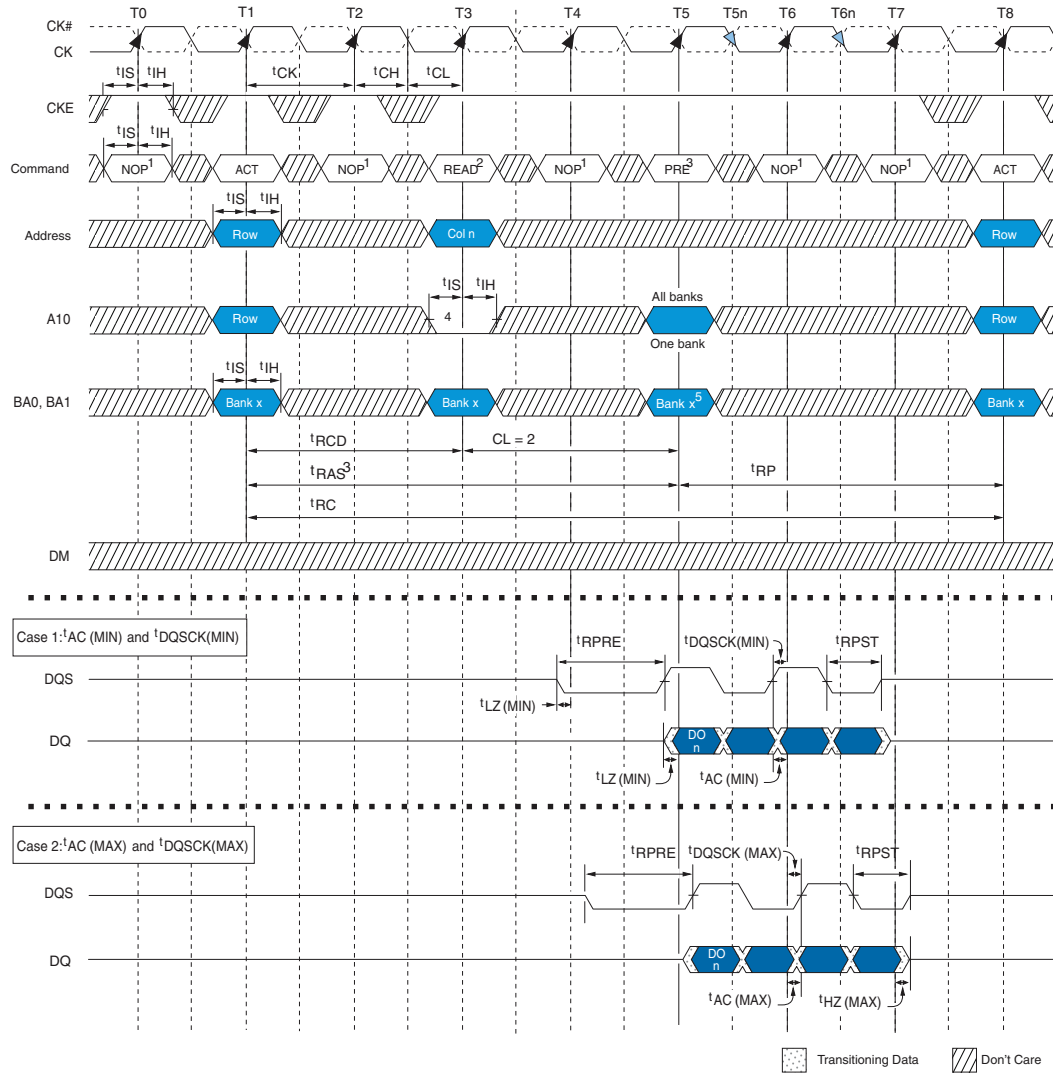 T0 T1 T2 T3 T4 T5 T5n T6 T6n T7 T8
CK#
CK
tIS tIH tCK tCH tCL
CKE
tIS tIH
Command NOP1 ACT NOP1 READ2 NOP1 PRE3 NOP1 NOP1 ACT
tIS tIH
Address Row Col n Row
tIS tIH
All banks
A10 Row 4 Row
One bank
tIS tIH
BA0, BA1 Bank x Bank x Bank x5 Bank x
tRCD CL = 2
tRAS3 tRP
tRC
DM
Case 1:tAC (MIN) and tDQSCK(MIN)
tRPRE tDQSCK(MIN) tRPST
DQS
tLZ (MIN)
DQ DO
n
tLZ (MIN) tAC (MIN)
Case 2:tAC (MAX) and tDQSCK(MAX)
tRPRE tDQSCK (MAX) tRPST
DQS
DQ DO
n
tAC (MAX) tHZ (MAX)
Transitioning Data Don't Care